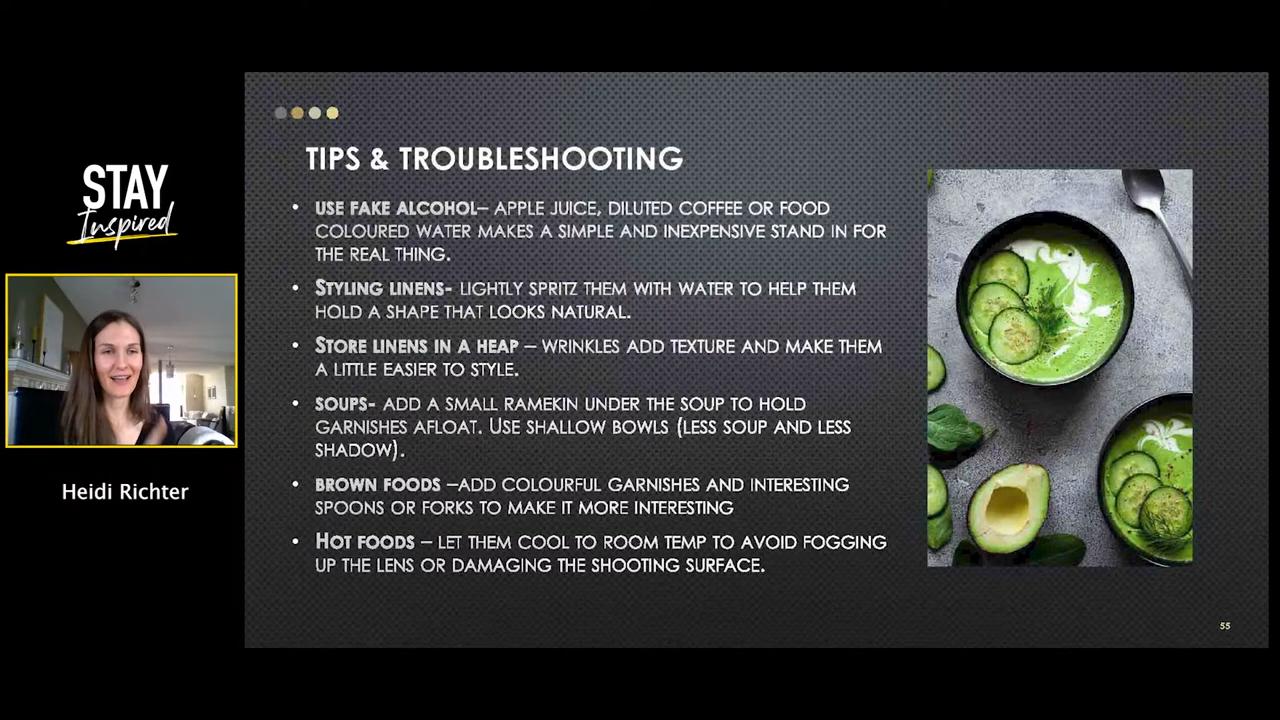 STAY
Inspired
Heidi Richter
TIPS & TROUBLESHOOTING
• USE FAKE ALCOHOL– APPLE JUICE, DILUTED COFFEE OR FOOD
COLOURED WATER MAKES A SIMPLE AND INEXPENSIVE STAND IN FOR
THE REAL THING.
• STYLING LINENS- LIGHTLY SPRITZ THEM WITH WATER TO HELP THEM
HOLD A SHAPE THAT LOOKS NATURAL.
• STORE LINENS IN A HEAP – WRINKLES ADD TEXTURE AND MAKE THEM
A LITTLE EASIER TO STYLE.
• SOUPS- ADD A SMALL RAMEKIN UNDER THE SOUP TO HOLD
GARNISHES AFLOAT. USE SHALLOW BOWLS (LESS SOUP AND LESS
SHADOW).
• BROWN FOODS –ADD COLOURFUL GARNISHES AND INTERESTING
SPOONS OR FORKS TO MAKE IT MORE INTERESTING
• HOT FOODS – LET THEM COOL TO ROOM TEMP TO AVOID FOGGING
UP THE LENS OR DAMAGING THE SHOOTING SURFACE.
55